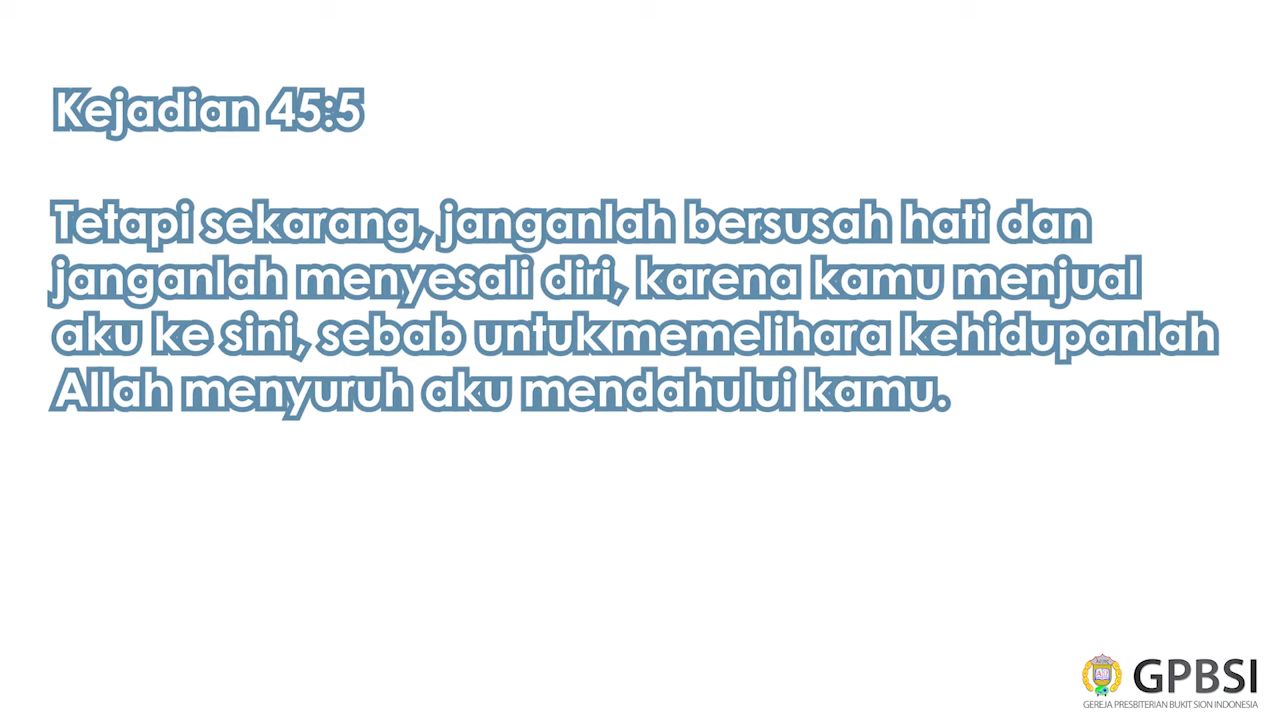 Kejadian 45:5
Tetapi sekarang, janganlah bersusah hati dan
janganlah menyesali diri, karena kamu menjual
aku ke sini, sebab untuk memelihara kehidupanlah
Allah menyuruh aku mendahului kamu.
GPBSI
GEREJA PRESBITERIAN BUKIT SION INDONESIA